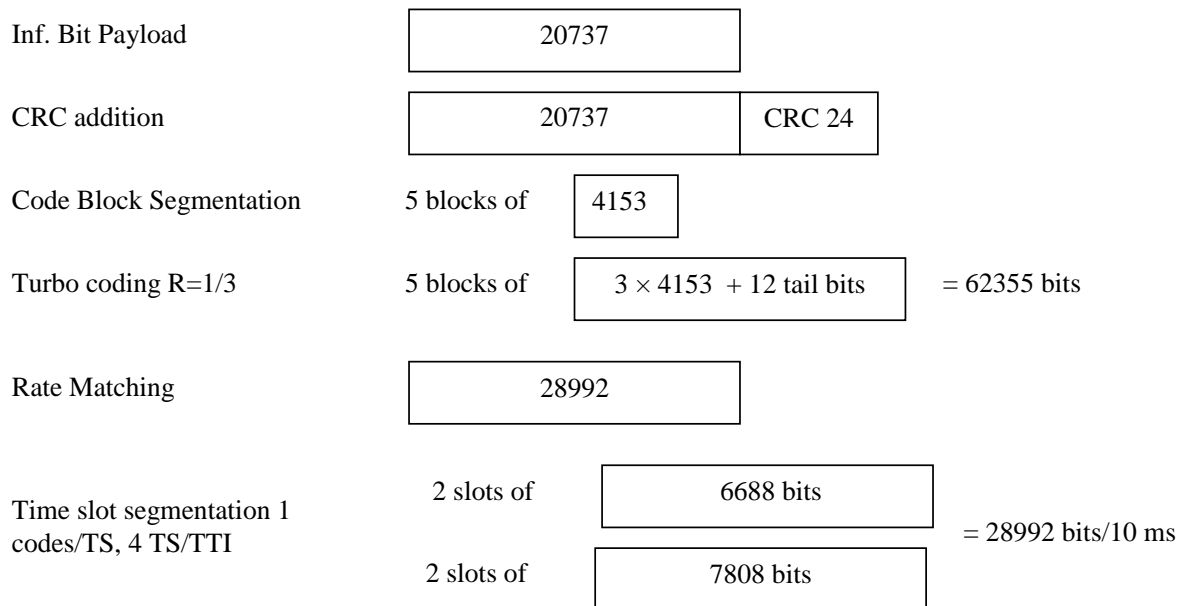 Inf. Bit Payload 20737
CRC addition 20737 CRC 24
Code Block Segmentation 5 blocks of 4153
Turbo coding R=1/3 5 blocks of 3 × 4153 + 12 tail bits = 62355 bits
Rate Matching 28992
2 slots of 6688 bits
Time slot segmentation 1
codes/TS, 4 TS/TTI
= 28992 bits/10 ms
2 slots of 7808 bits